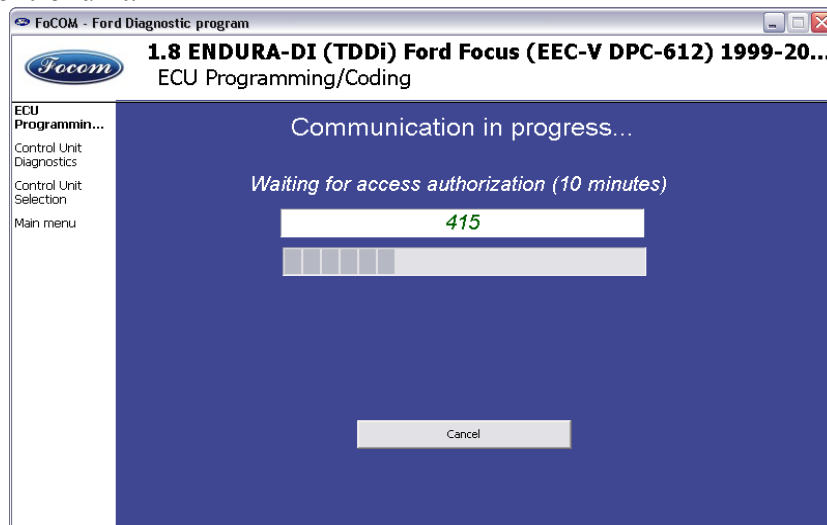 FoCOM - Ford Diagnostic program
Focom
1.8 ENDURA-DI (TDDi) Ford Focus (EEC-V DPC-612) 1999-20...
ECU Programming/Coding
ECU
Programmin...
Control Unit
Diagnostics
Control Unit
Selection
Main menu
Communication in progress...
Waiting for access authorization (10 minutes)
415
Cancel